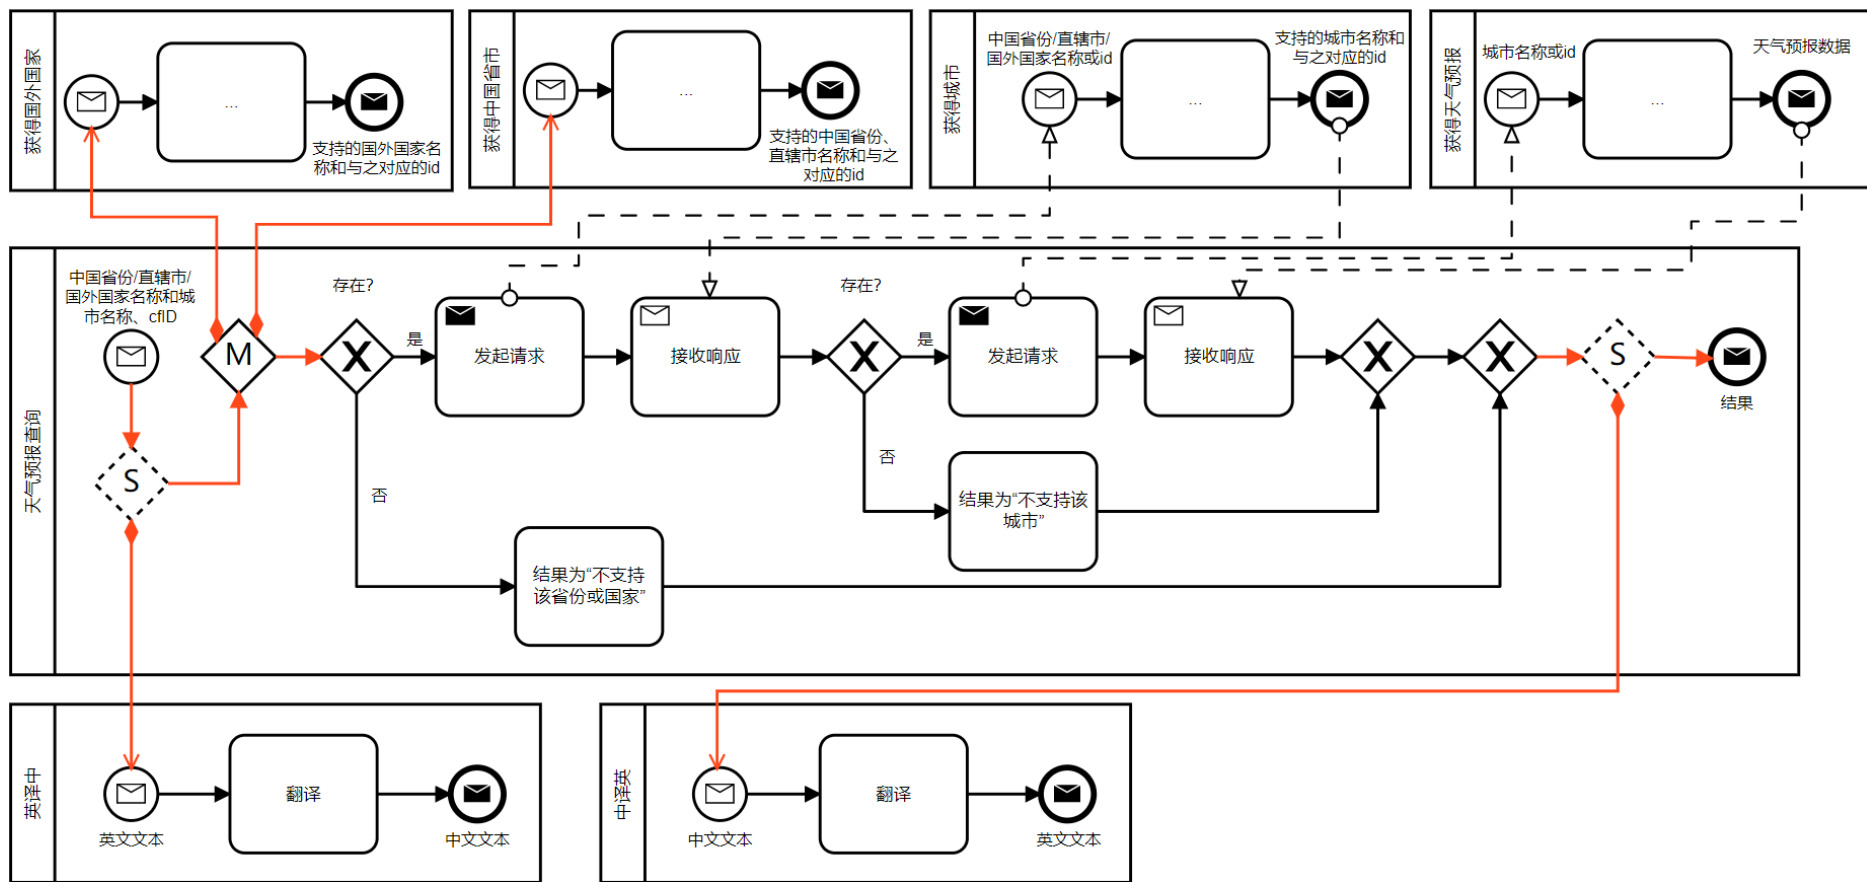 获得国外国家
...
支持的国外国家名
称和与之对应的id
获得中国省市
...
支持的中国省份、
直辖市名称和与之
对应的id
获得城市
中国省份/直辖市/
国外国家名称或id
...
支持的城市名称和
与之对应的id
获得天气预报
城市名称或id
...
天气预报数据
天气预报查询
中国省份/直辖市/
国外国家名称和城
市名称、cfID
S
M
存在?
X
是
发起请求
接收响应
存在?
X
是
发起请求
接收响应
X
X
S
结果
否
结果为“不支持
该省份或国家”
否
结果为“不支持该
城市”
英译中
英文文本
翻译
中文文本
中译英
中文文本
翻译
英文文本